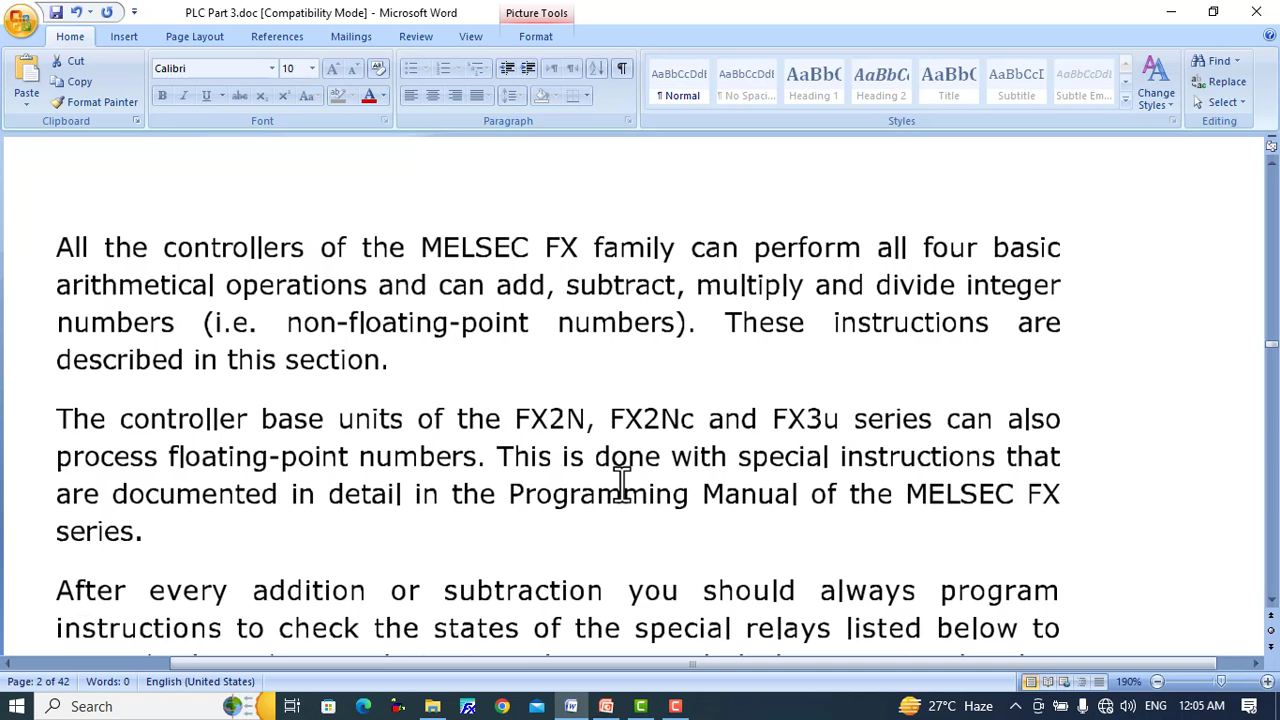 PLC Part 3.doc [Compatibility Mode] - Microsoft Word
Picture Tools
Home Insert Page Layout References Mailings Review View Format
Paste
Cut
Copy
Format Painter
Clipboard
Calibri 10
Font
Paragraph
AaBbCcDdI AaBbCcDdI AaBbC AaBbCc AaBbC AaBbCcI AaBbCcDdI
¶ Normal ¶ No Spaci... Heading 1 Heading 2 Title Subtitle Subtle Em...
Change Styles
Styles
Find
Replace
Select
Editing
All the controllers of the MELSEC FX family can perform all four basic
arithmetical operations and can add, subtract, multiply and divide integer
numbers (i.e. non-floating-point numbers). These instructions are
described in this section.
The controller base units of the FX2N, FX2Nc and FX3u series can also
process floating-point numbers. This is done with special instructions that
are documented in detail in the Programming Manual of the MELSEC FX
series.
After every addition or subtraction you should always program
instructions to check the states of the special relays listed below to
Page: 2 of 42 Words: 0 English (United States) 190%
Search 27°C Haze ENG 12:05 AM